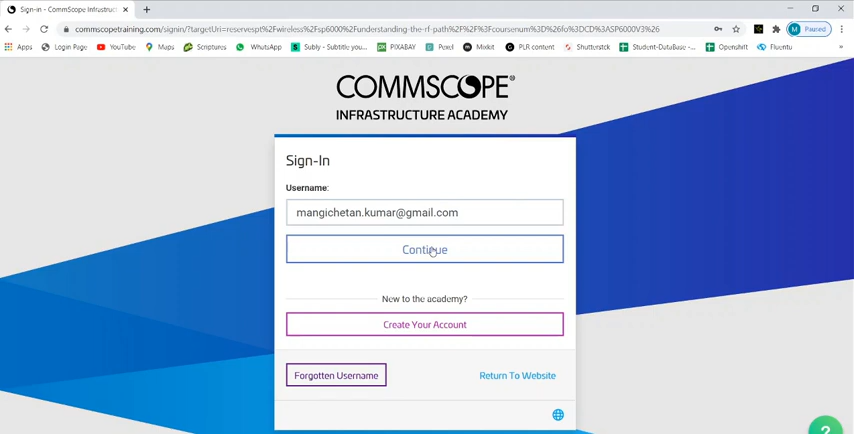 Sign-in - CommScope Infrastruct
commscopetraining.com/signin/?targetUri=reservespt%2Fwireless%2Fsp6000%2Funderstanding-the-rf-path%2F%2F%3Fcoursenum%3D%26fo%3DCD%3ASP6000V3%26
M Paused
Apps Login Page YouTube Maps Scriptures WhatsApp Subly - Subtitle your... PIXABAY Pexel Mixkit PLR content Shutterstck Student-DataBase -... Openshift Fluentu »
COMMSCOPE®
INFRASTRUCTURE ACADEMY
Sign-In
Username:
mangichetan.kumar@gmail.com
Continue
New to the academy?
Create Your Account
Forgotten Username Return To Website
?